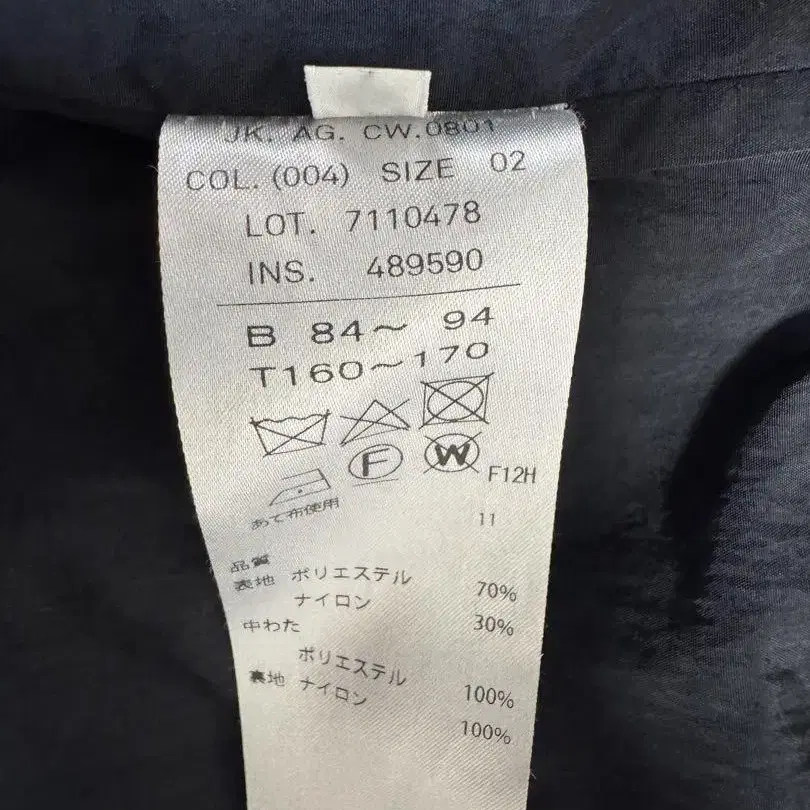 JK. AG. CW.0801
COL. (004) SIZE 02
LOT. 7110478
INS. 489590
B 84～ 94
T160～170
F W F12H
あて布使用
11
品質
表地 ポリエステル 70%
ナイロン 30%
中わた
ポリエステル 100%
裏地 ナイロン 100%